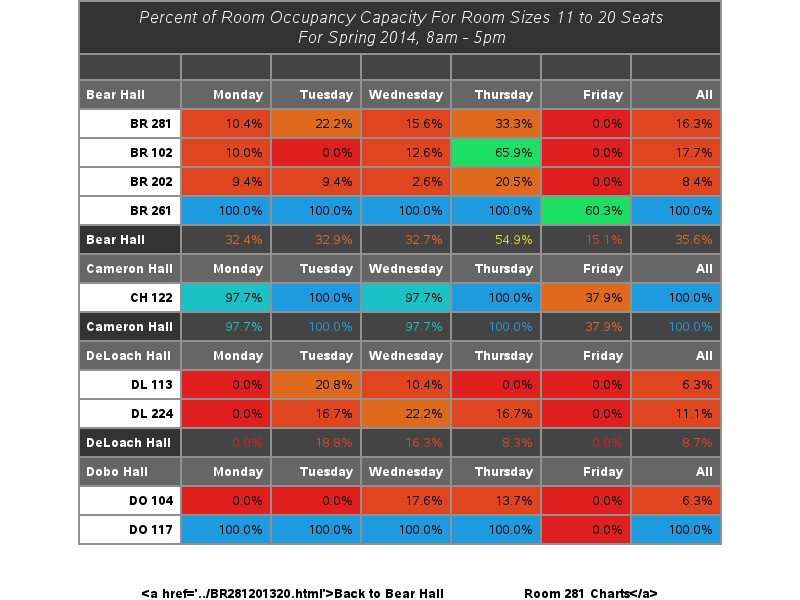 Percent of Room Occupancy Capacity For Room Sizes 11 to 20 Seats
For Spring 2014, 8am - 5pm
Bear Hall Monday Tuesday Wednesday Thursday Friday All
BR 281 10.4% 22.2% 15.6% 33.3% 0.0% 16.3%
BR 102 10.0% 0.0% 12.6% 65.9% 0.0% 17.7%
BR 202 9.4% 9.4% 2.6% 20.5% 0.0% 8.4%
BR 261 100.0% 100.0% 100.0% 100.0% 60.3% 100.0%
Bear Hall 32.4% 32.9% 32.7% 54.9% 15.1% 35.6%
Cameron Hall Monday Tuesday Wednesday Thursday Friday All
CH 122 97.7% 100.0% 97.7% 100.0% 37.9% 100.0%
Cameron Hall 97.7% 100.0% 97.7% 100.0% 37.9% 100.0%
DeLoach Hall Monday Tuesday Wednesday Thursday Friday All
DL 113 0.0% 20.8% 10.4% 0.0% 0.0% 6.3%
DL 224 0.0% 16.7% 22.2% 16.7% 0.0% 11.1%
DeLoach Hall 0.0% 18.8% 16.3% 8.3% 0.0% 8.7%
Dobo Hall Monday Tuesday Wednesday Thursday Friday All
DO 104 0.0% 0.0% 17.6% 13.7% 0.0% 6.3%
DO 117 100.0% 100.0% 100.0% 100.0% 0.0% 100.0%
<a href='../BR281201320.html'>Back to Bear Hall Room 281 Charts</a>